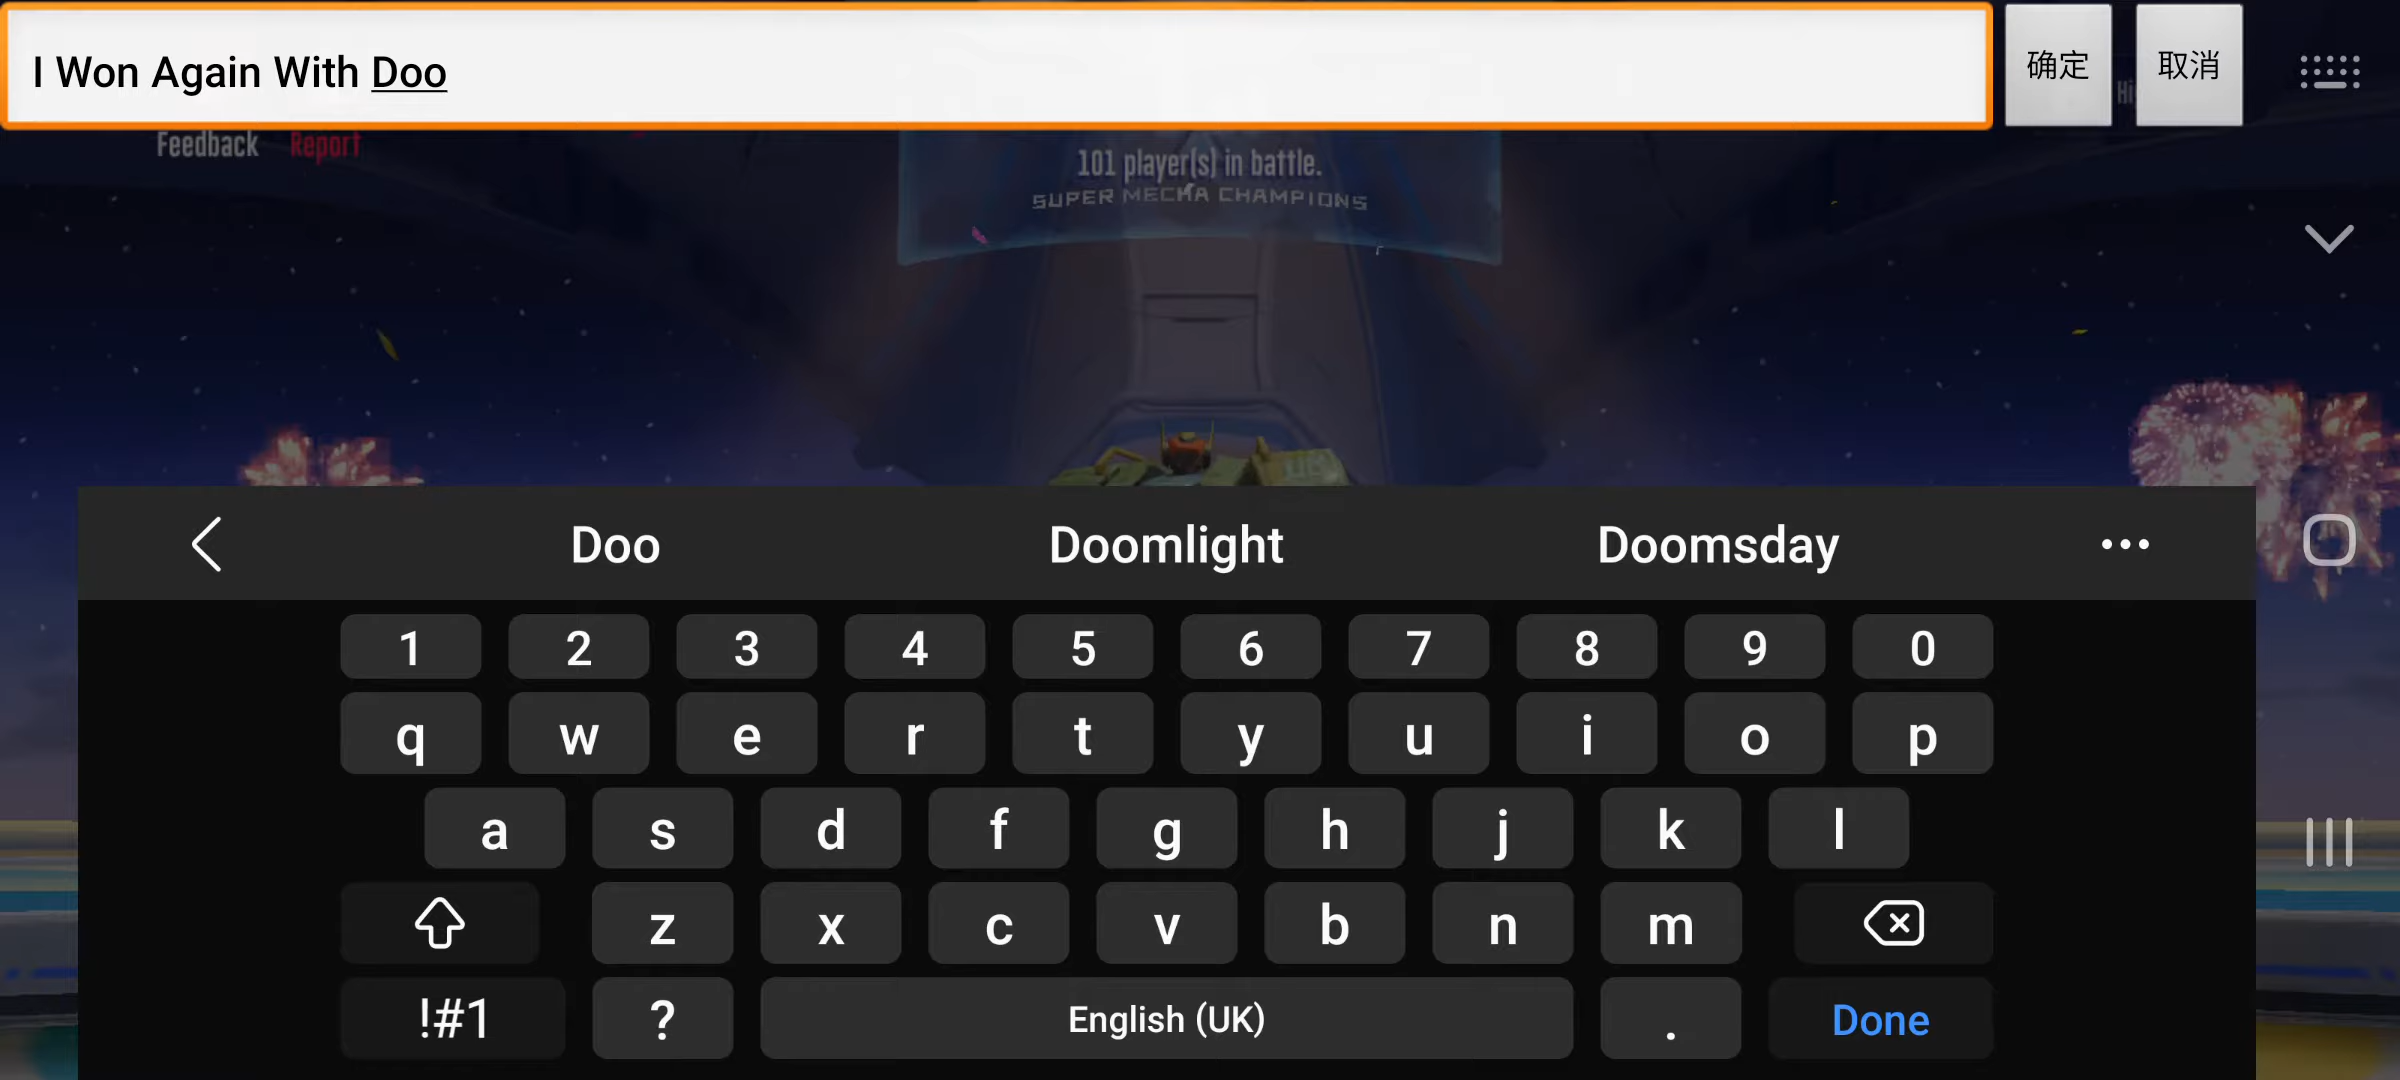 I Won Again With Doo
确定
取消
Feedback Report
101 player(s) in battle.
SUPER MECHA CHAMPIONS
Doo Doomlight Doomsday
1 2 3 4 5 6 7 8 9 0
q w e r t y u i o p
a s d f g h j k l
z x c v b n m
!#1 ? English (UK) . Done